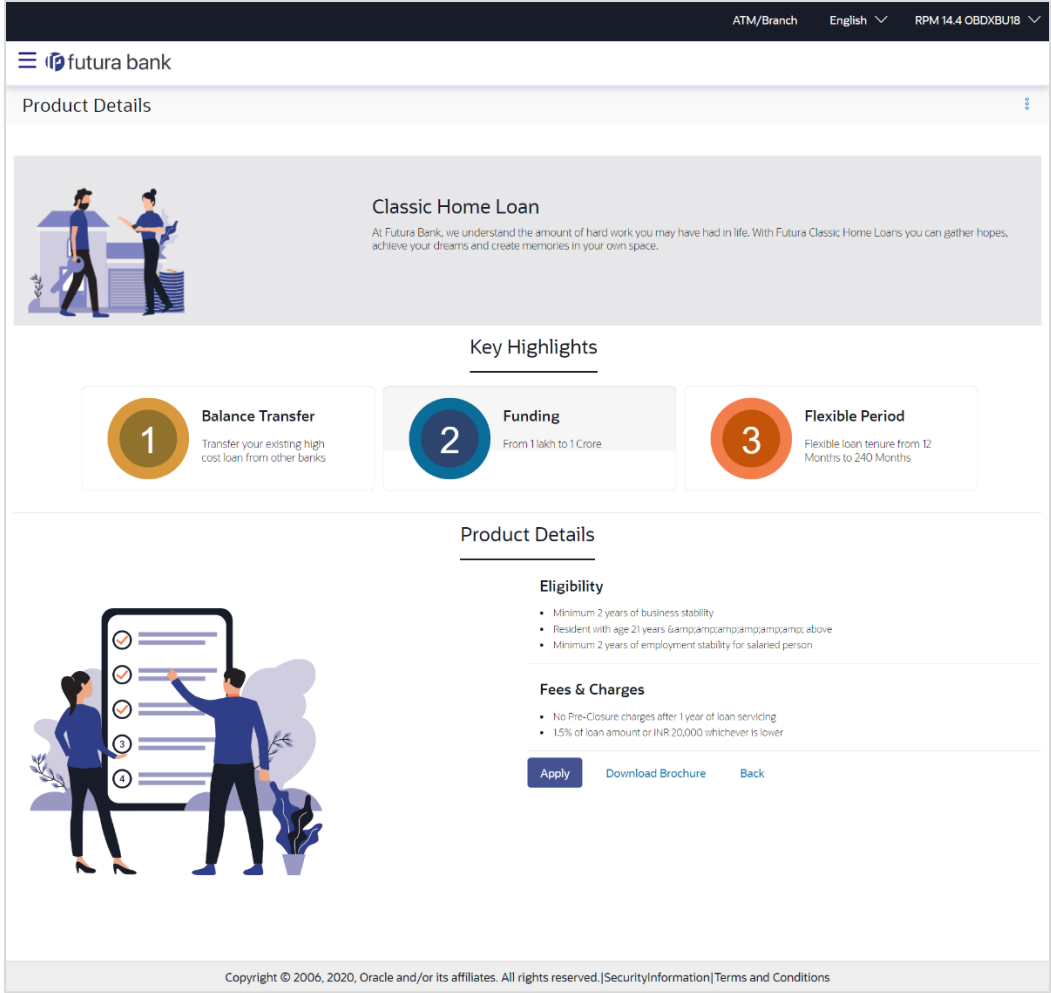 ATM/Branch English RPM 14.4 OBDXBU18
futura bank
Product Details
Classic Home Loan
At Futura Bank, we understand the amount of hard work you may have had in life. With Futura Classic Home Loans you can gather hopes,
achieve your dreams and create memories in your own space.
Key Highlights
1
Balance Transfer
Transfer your existing high
cost loan from other banks
2
Funding
From 1 lakh to 1 Crore
3
Flexible Period
Flexible loan tenure from 12
Months to 240 Months
Product Details
3
4
Eligibility
• Minimum 2 years of business stability
• Resident with age 21 years &amp;amp;amp;amp;amp;amp; above
• Minimum 2 years of employment stability for salaried person
Fees & Charges
• No Pre-Closure charges after 1 year of loan servicing
• 1.5% of loan amount or INR 20,000 whichever is lower
Apply Download Brochure Back
Copyright © 2006, 2020, Oracle and/or its affiliates. All rights reserved.|SecurityInformation|Terms and Conditions